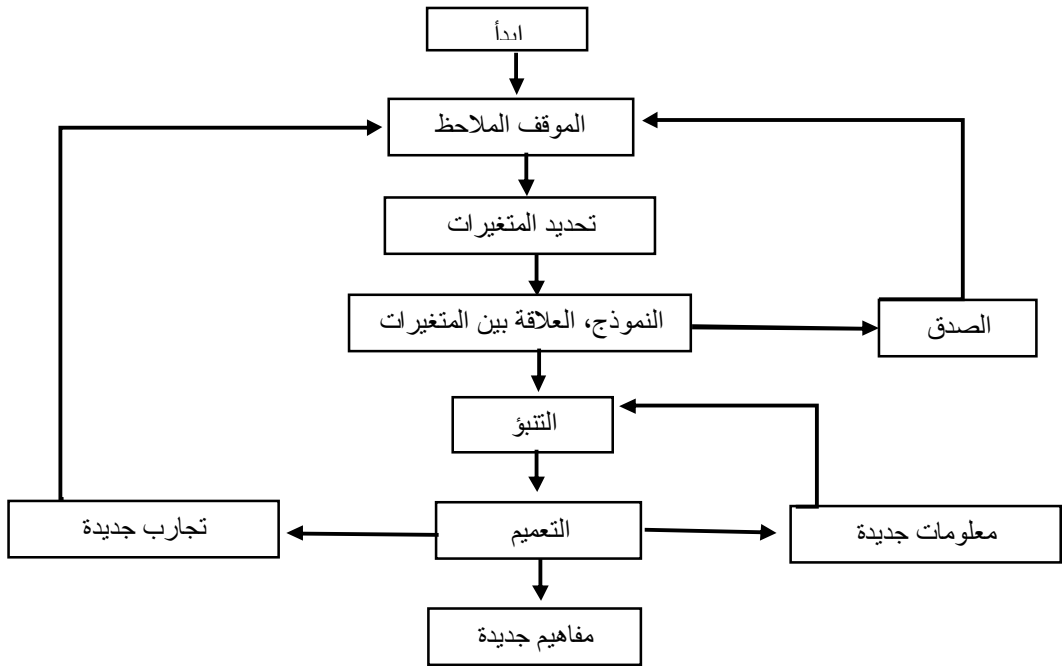 ابدأ
الموقف الملاحظ
تحديد المتغيرات
النموذج، العلاقة بين المتغيرات
الصدق
التنبؤ
تجارب جديدة
التعميم
معلومات جديدة
مفاهيم جديدة